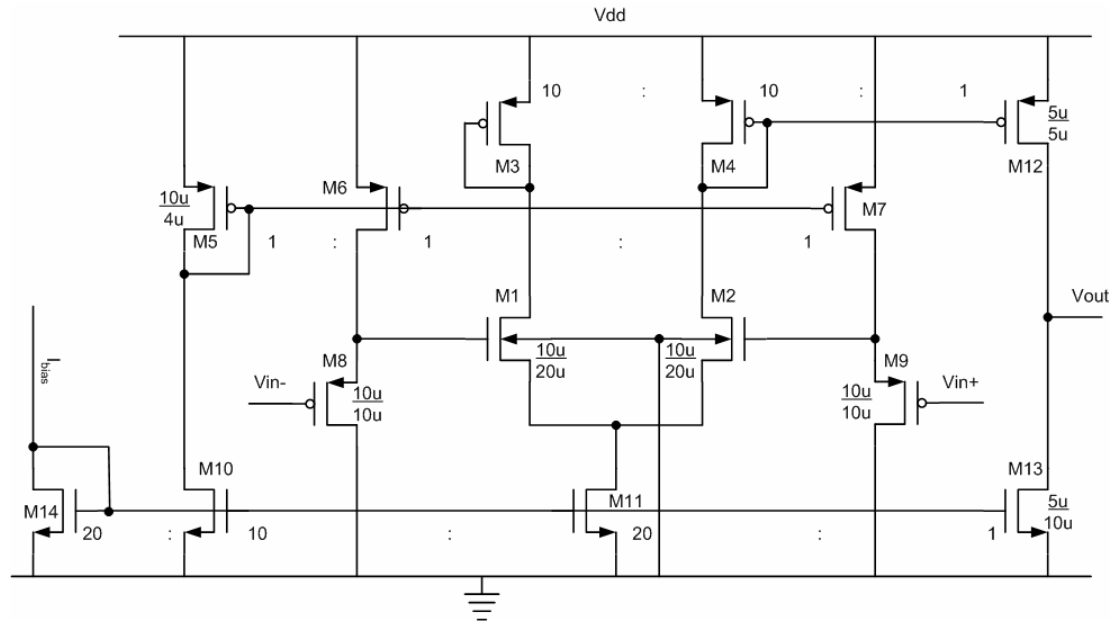 Vdd
10 : 10 : 1
5u
5u
M3
M4
M12
M6
M7
10u
4u
M5
1 : 1 : 1
M1
M2
Vout
M8
10u
20u
10u
20u
M9
Ibias
Vin-
10u
10u
10u
10u
Vin+
M10
M11
M13
M14
5u
10u
20 : 10 : 20 : 1